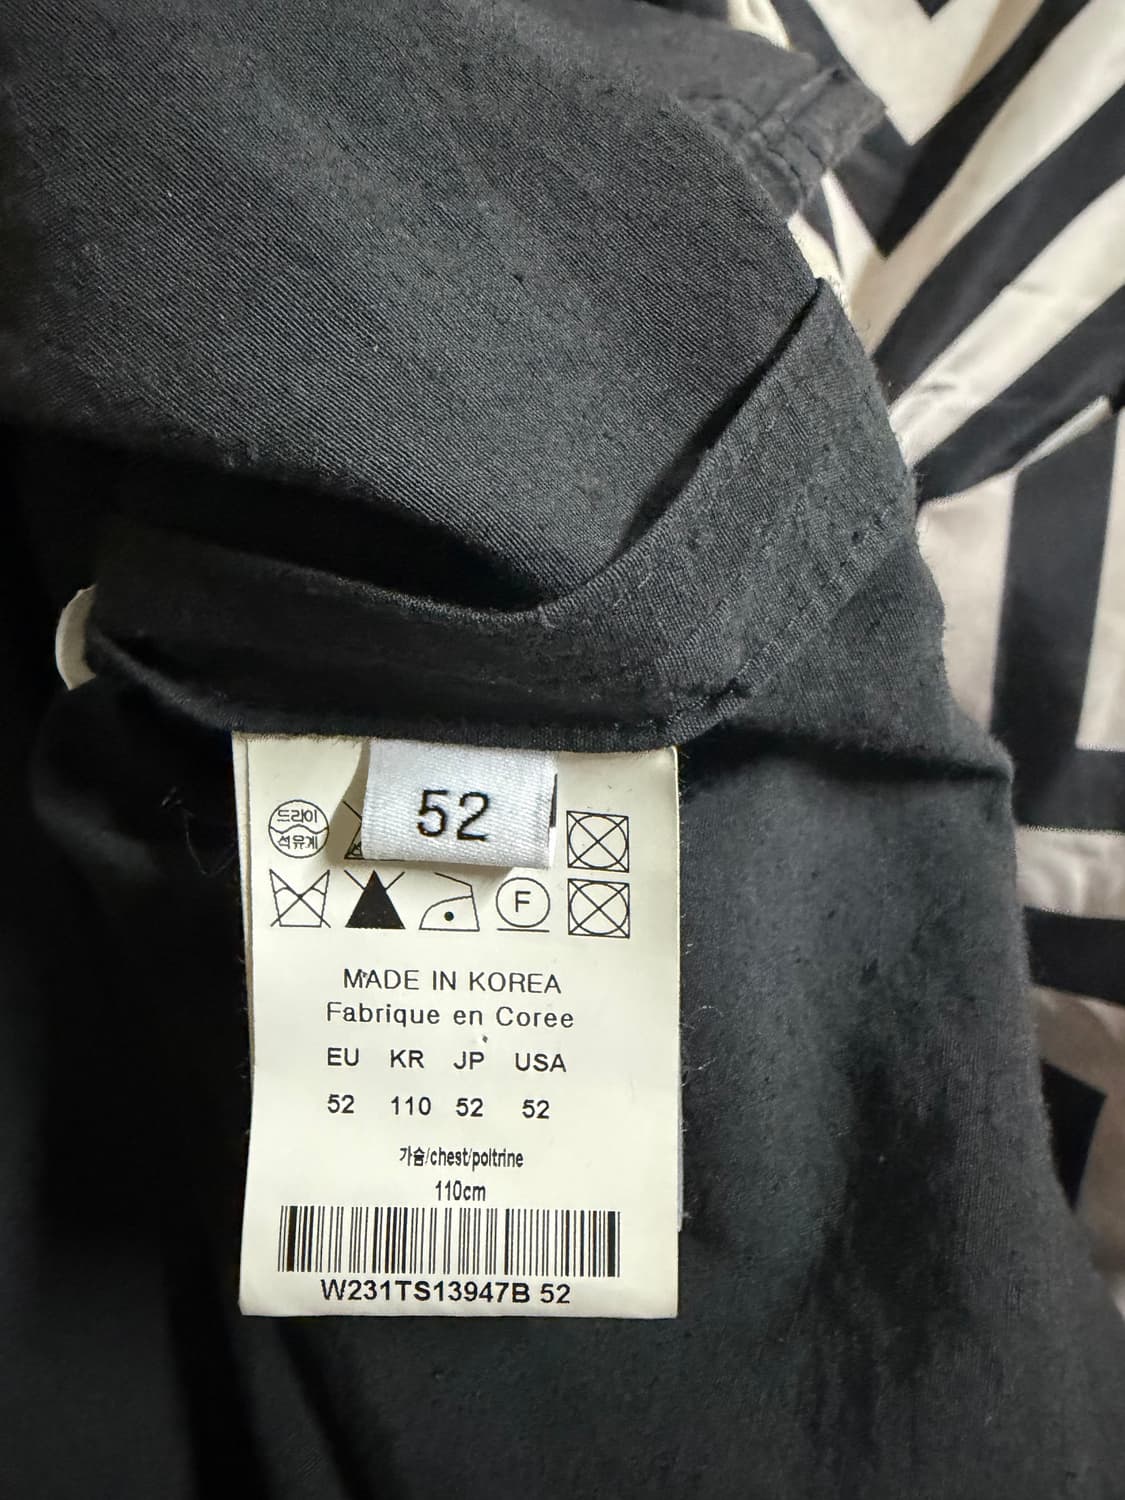 52
드라이
석유계
F
MADE IN KOREA
Fabrique en Coree
EU KR JP USA
52 110 52 52
가슴/chest/poltrine
110cm
W231TS13947B 52